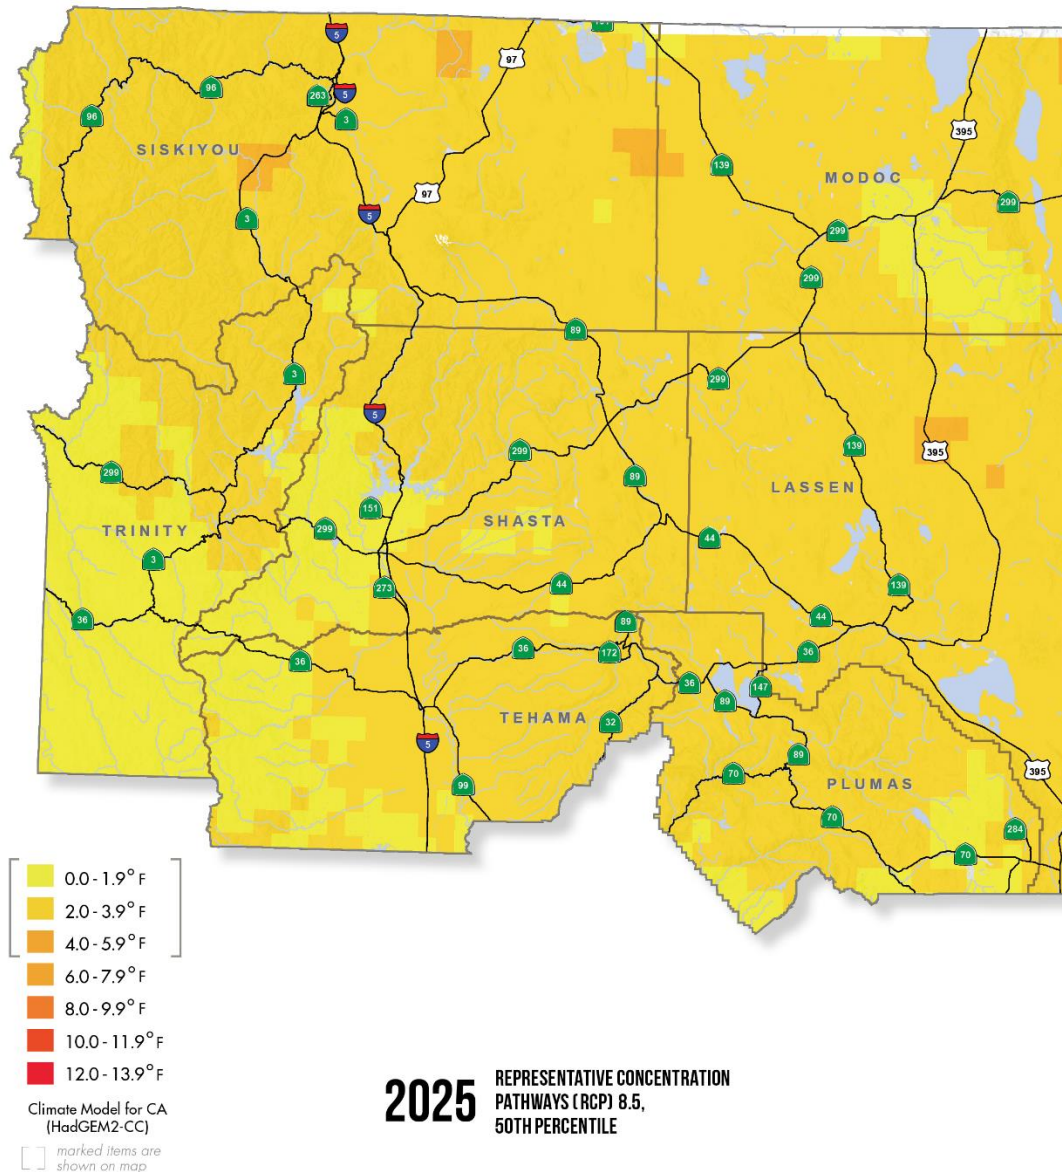 5
101
97
96
263
5
3
96
395
SISKIYOU
139
MODOC
97
299
5
3
299
299
89
3
299
5
299
139
395
299
89
LASSEN
151
SHASTA
TRINITY
299
44
3
273
44
139
36
89
44
36
172
36
36
36
147
89
TEHAMA
32
5
89
395
70
99
PLUMAS
70
284
70
0.0 - 1.9° F
2.0 - 3.9° F
4.0 - 5.9° F
6.0 - 7.9° F
8.0 - 9.9° F
10.0 - 11.9° F
12.0 - 13.9° F
Climate Model for CA
(HadGEM2-CC)
[ ] marked items are
shown on map
2025
REPRESENTATIVE CONCENTRATION
PATHWAYS (RCP) 8.5,
50TH PERCENTILE